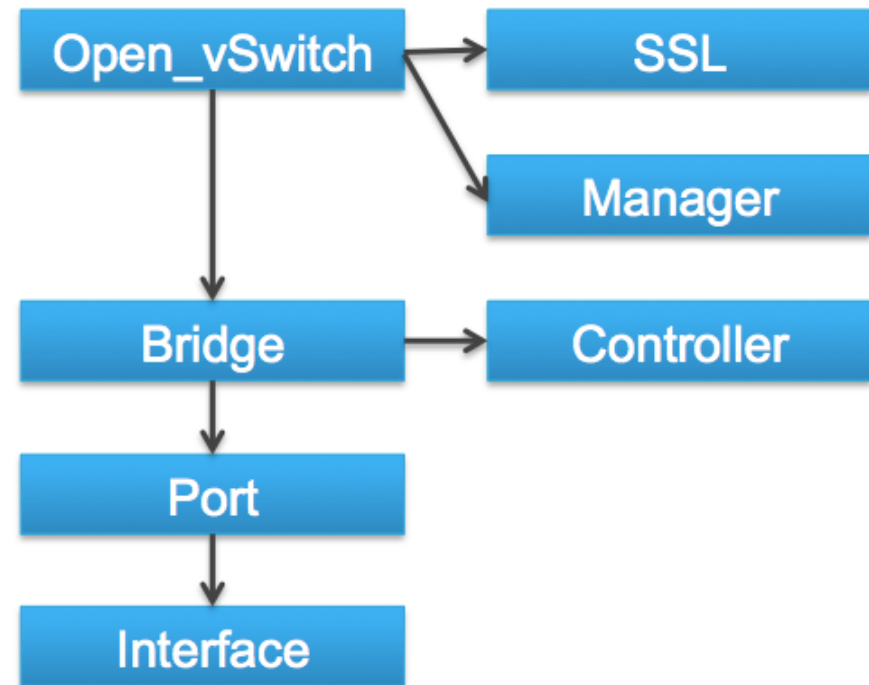 Open_vSwitch
SSL
Manager
Bridge
Controller
Port
Interface